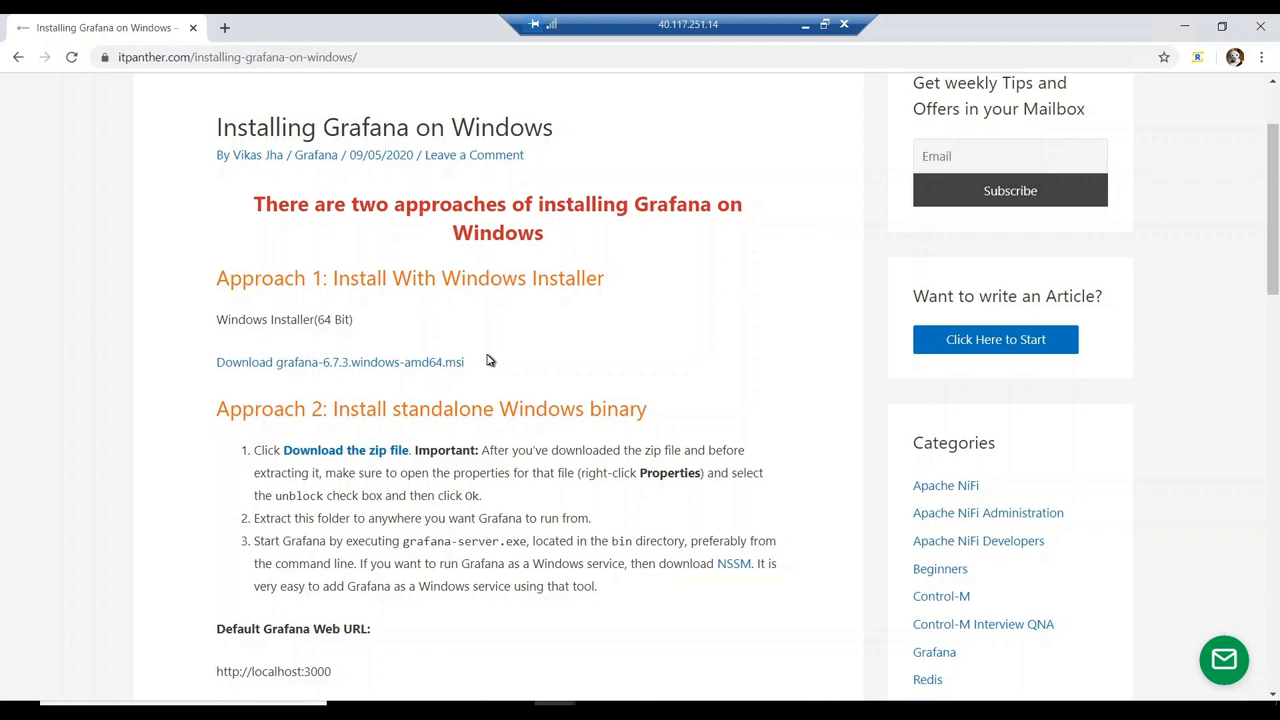 Installing Grafana on Windows –
40.117.251.14
itpanther.com/installing-grafana-on-windows/
Installing Grafana on Windows
By Vikas Jha / Grafana / 09/05/2020 / Leave a Comment
There are two approaches of installing Grafana on
Windows
Approach 1: Install With Windows Installer
Windows Installer(64 Bit)
Download grafana-6.7.3.windows-amd64.msi
Approach 2: Install standalone Windows binary
1. Click Download the zip file. Important: After you've downloaded the zip file and before
extracting it, make sure to open the properties for that file (right-click Properties) and select
the unblock check box and then click Ok.
2. Extract this folder to anywhere you want Grafana to run from.
3. Start Grafana by executing grafana-server.exe, located in the bin directory, preferably from
the command line. If you want to run Grafana as a Windows service, then download NSSM. It is
very easy to add Grafana as a Windows service using that tool.
Default Grafana Web URL:
http://localhost:3000
Get weekly Tips and
Offers in your Mailbox
Email
Subscribe
Want to write an Article?
Click Here to Start
Categories
Apache NiFi
Apache NiFi Administration
Apache NiFi Developers
Beginners
Control-M
Control-M Interview QNA
Grafana
Redis